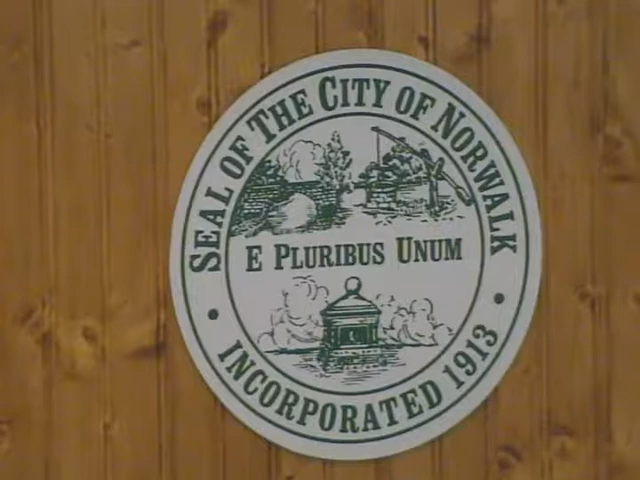 SEAL OF THE CITY OF NORWALK
E PLURIBUS UNUM
INCORPORATED 1913